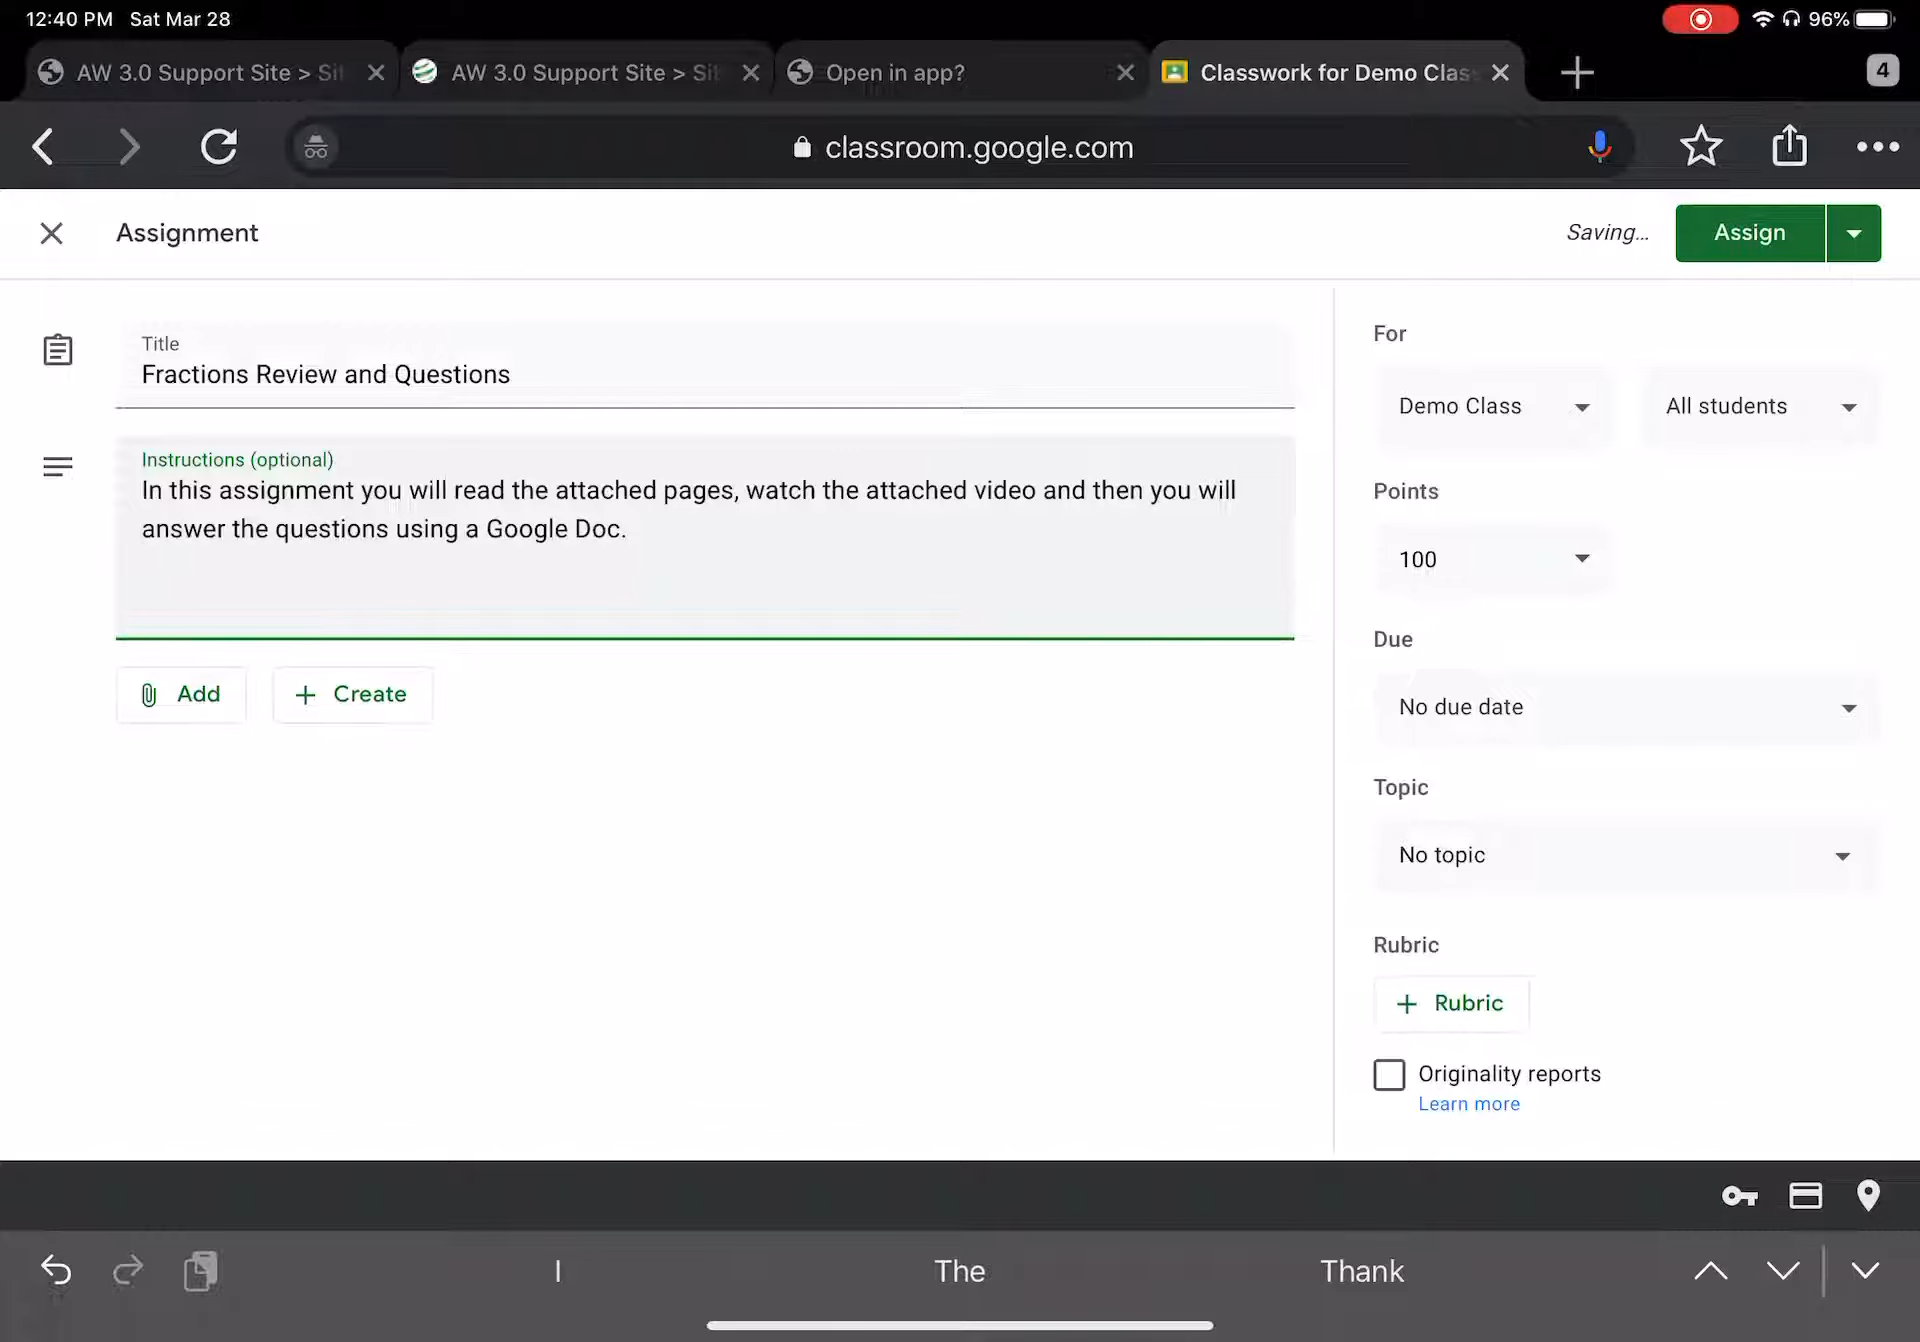 12:40 PM Sat Mar 28
96%
AW 3.0 Support Site > Sit
AW 3.0 Support Site > Sit
Open in app?
Classwork for Demo Clas
4
classroom.google.com
Assignment
Saving...
Assign
Title
Fractions Review and Questions
Instructions (optional)
In this assignment you will read the attached pages, watch the attached video and then you will
answer the questions using a Google Doc.
Add
Create
For
Demo Class
All students
Points
100
Due
No due date
Topic
No topic
Rubric
Rubric
Originality reports
Learn more
I
The
Thank